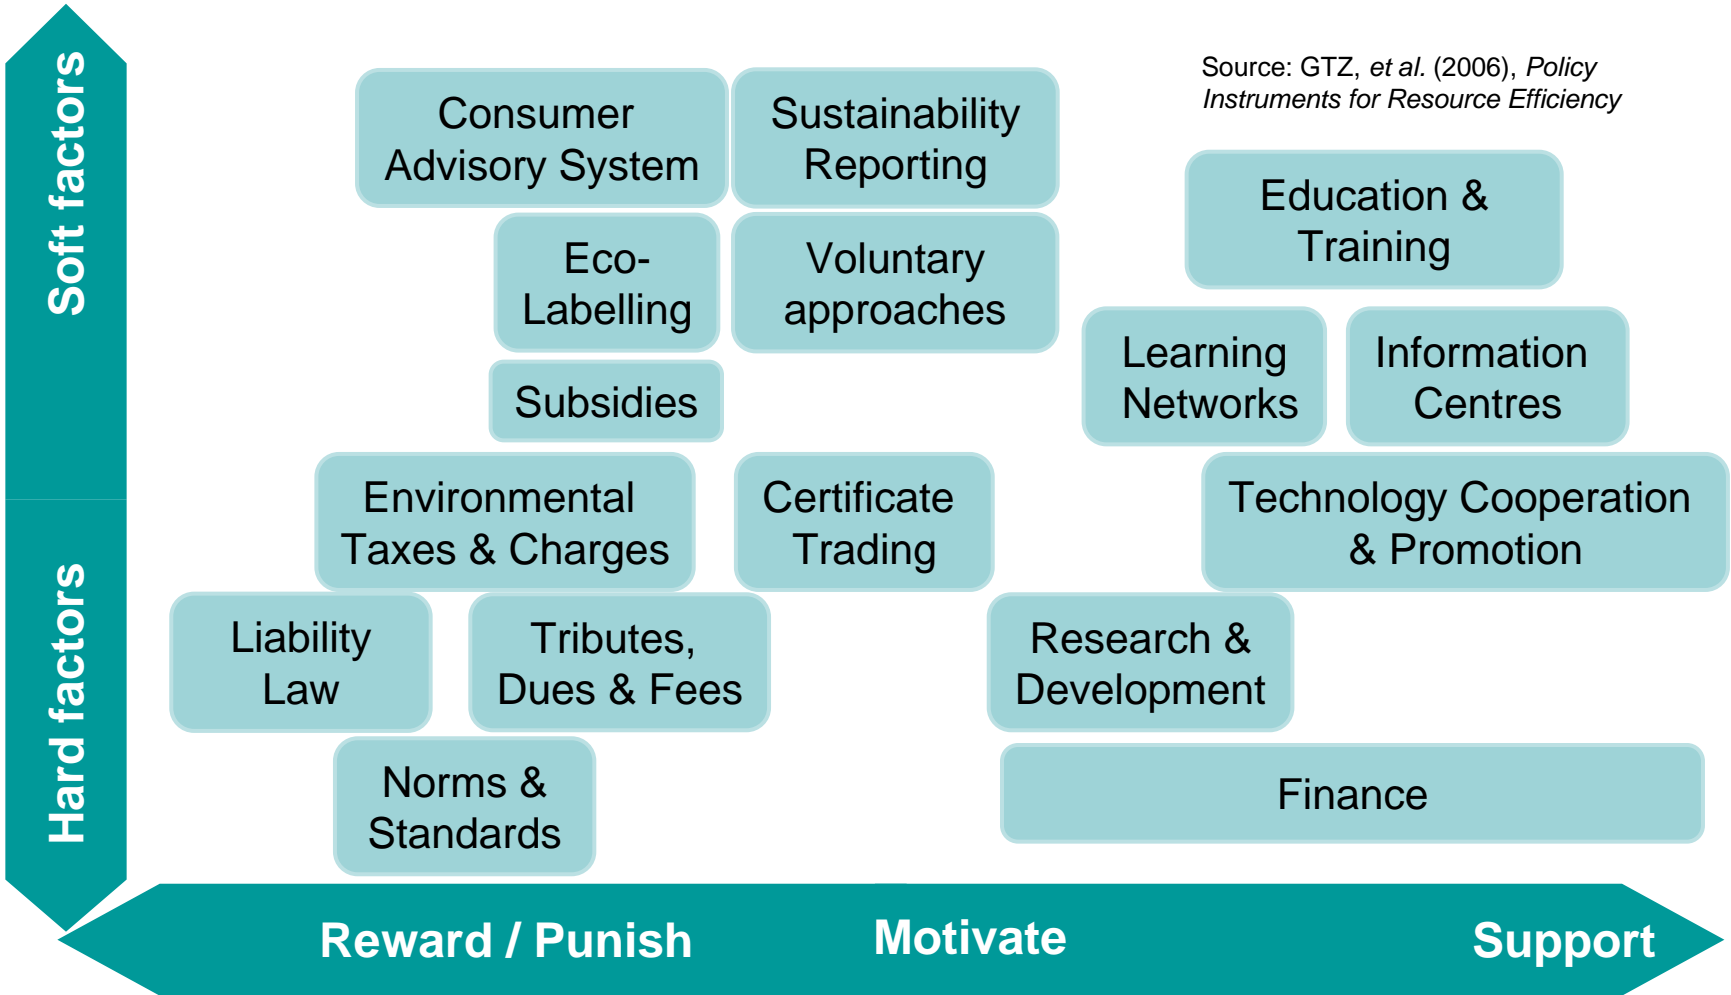 Soft factors
Hard factors
Source: GTZ, et al. (2006), Policy
Instruments for Resource Efficiency
Consumer
Advisory System
Sustainability
Reporting
Education &
Training
Eco-
Labelling
Voluntary
approaches
Learning
Networks
Information
Centres
Subsidies
Environmental
Taxes & Charges
Certificate
Trading
Technology Cooperation
& Promotion
Liability
Law
Tributes,
Dues & Fees
Research &
Development
Norms &
Standards
Finance
Reward / Punish
Motivate
Support